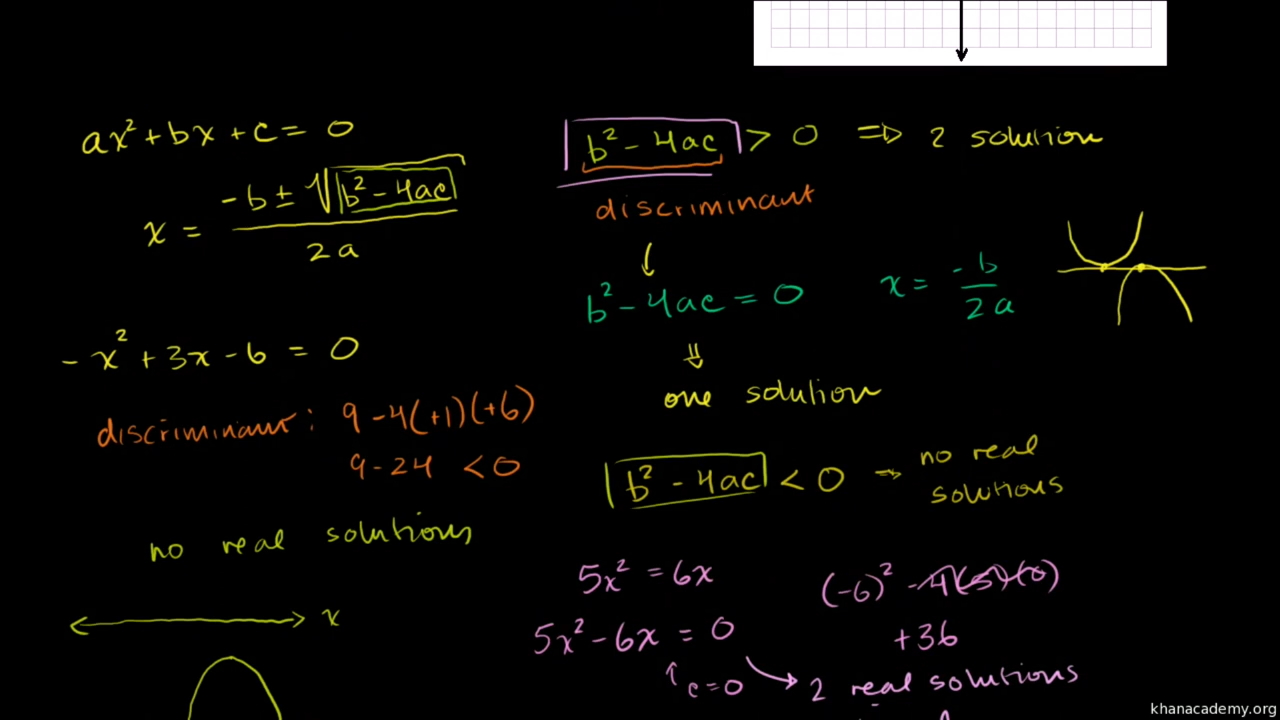 ax² + bx + c = 0
x = -b ± √b² - 4ac
2a
-x² + 3x - 6 = 0
discriminant: 9 - 4(+1)(+6)
9 - 24 < 0
no real solutions
x
b² - 4ac > 0 ⇒ 2 solution
discriminant
↓
b² - 4ac = 0 x = -b
2a
⇓
one solution
b² - 4ac < 0 → no real
solutions
5x² = 6x (-6)² - 4(5)(0)
5x² - 6x = 0 +36
↑ c = 0 → 2 real solutions
khanacademy.org